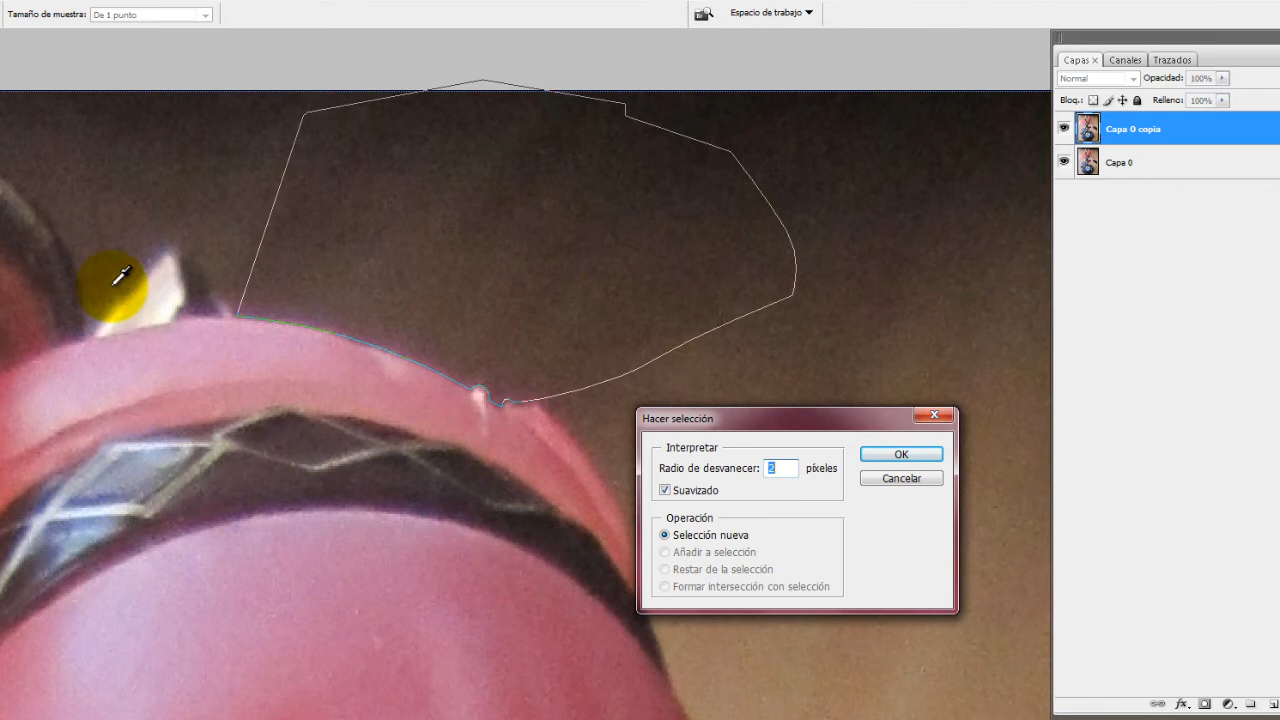 Tamaño de muestra: De 1 punto
Espacio de trabajo
Capas x Canales Trazados
Normal Opacidad: 100%
Bloq.: Relleno: 100%
Capa 0 copia
Capa 0
Hacer selección
Interpretar
Radio de desvanecer: 2 píxeles
Suavizado
OK
Cancelar
Operación
Selección nueva
Añadir a selección
Restar de la selección
Formar intersección con selección
fx